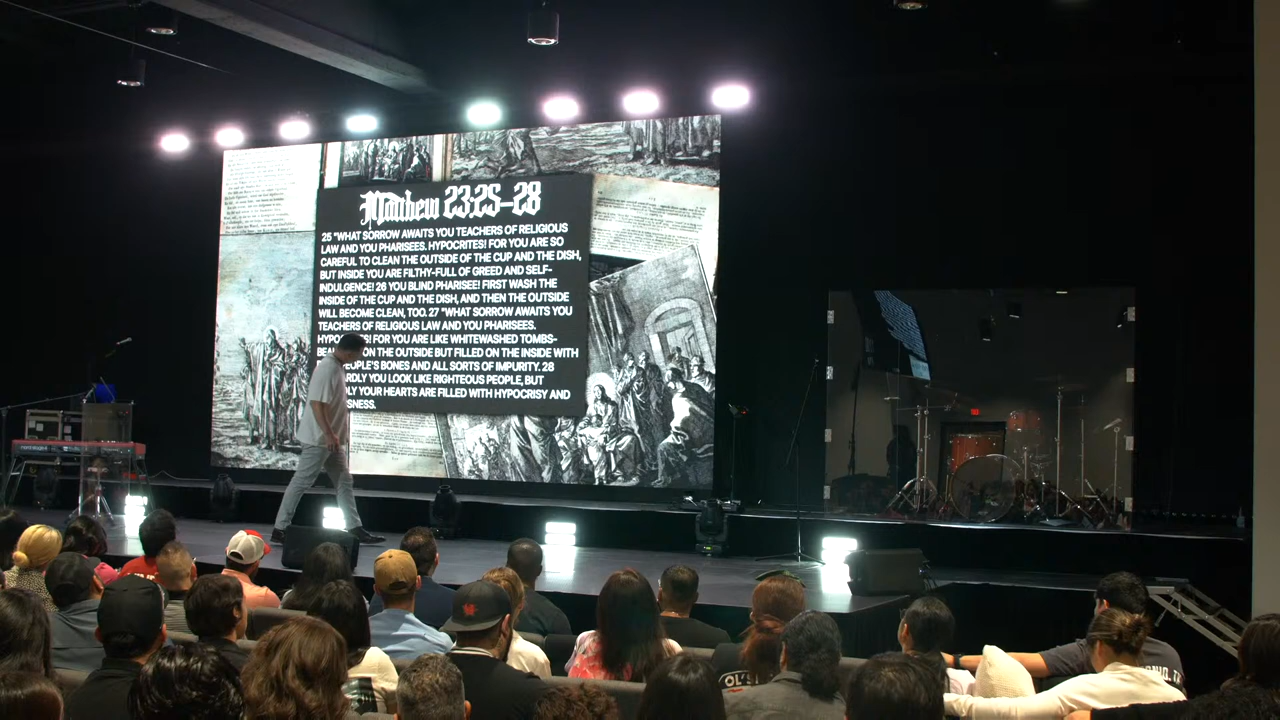 Matthew 23:25-28
25 "WHAT SORROW AWAITS YOU TEACHERS OF RELIGIOUS
LAW AND YOU PHARISEES. HYPOCRITES! FOR YOU ARE SO
CAREFUL TO CLEAN THE OUTSIDE OF THE CUP AND THE DISH,
BUT INSIDE YOU ARE FILTHY-FULL OF GREED AND SELF-
INDULGENCE! 26 YOU BLIND PHARISEE! FIRST WASH THE
INSIDE OF THE CUP AND THE DISH, AND THEN THE OUTSIDE
WILL BECOME CLEAN, TOO. 27 "WHAT SORROW AWAITS YOU
TEACHERS OF RELIGIOUS LAW AND YOU PHARISEES.
FOR YOU ARE LIKE WHITEWASHED TOMBS-
ON THE OUTSIDE BUT FILLED ON THE INSIDE WITH
PEOPLE'S BONES AND ALL SORTS OF IMPURITY. 28
YOU LOOK LIKE RIGHTEOUS PEOPLE, BUT
YOUR HEARTS ARE FILLED WITH HYPOCRISY AND